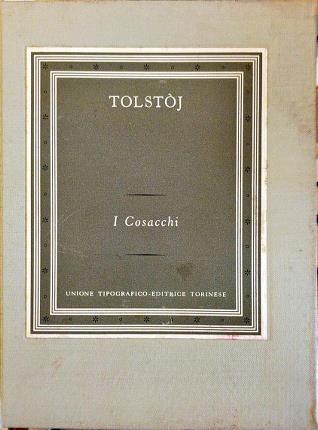 TOLSTÒJ
I Cosacchi
UNIONE TIPOGRAFICO-EDITRICE TORINESE